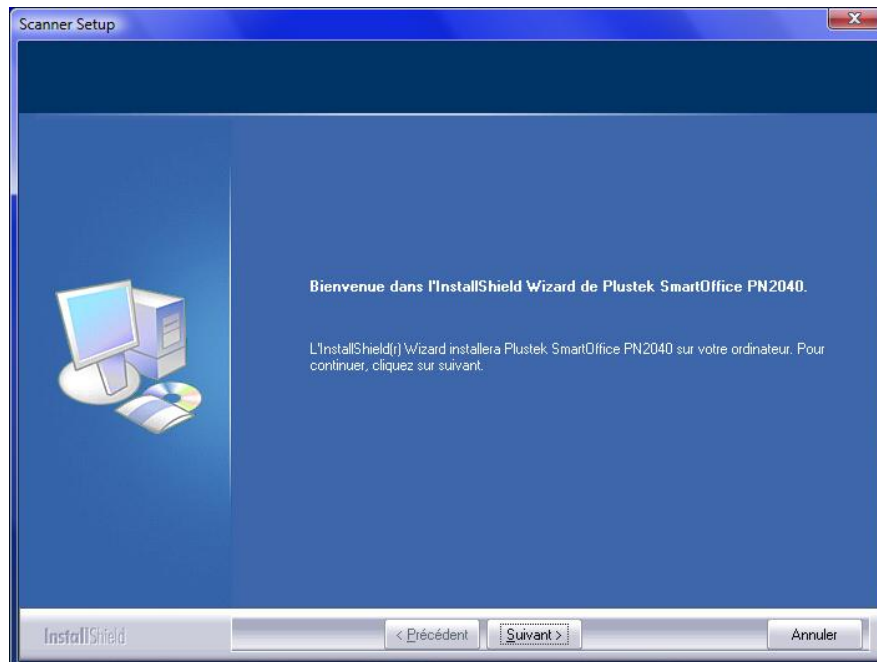 Scanner Setup
Bienvenue dans l'InstallShield Wizard de Plustek SmartOffice PN2040.
L'InstallShield(r) Wizard installera Plustek SmartOffice PN2040 sur votre ordinateur. Pour
continuer, cliquez sur suivant.
InstallShield
< Précédent
Suivant >
Annuler